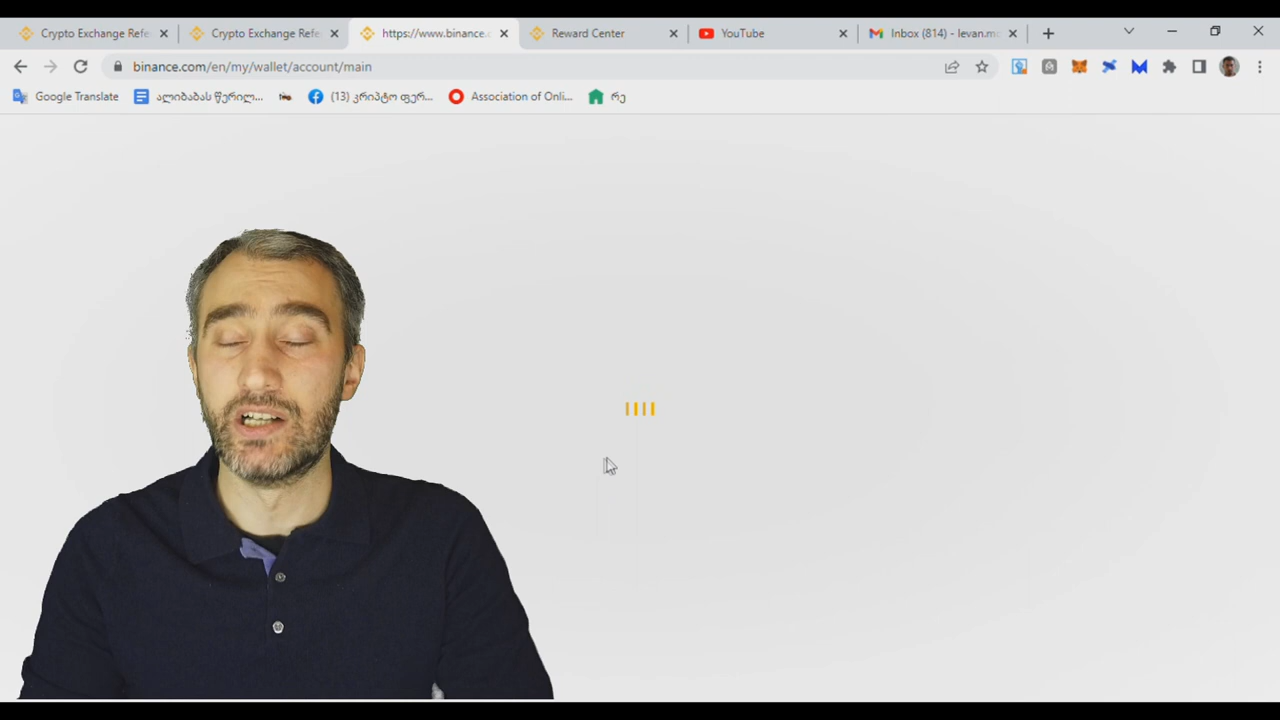 Crypto Exchange Refe
Crypto Exchange Refe
https://www.binance.c
Reward Center
YouTube
Inbox (814) - levan.mc
binance.com/en/my/wallet/account/main
Google Translate
ალიბაბას წერილ...
(13) კრიპტო ფერ...
Association of Onli...
რე